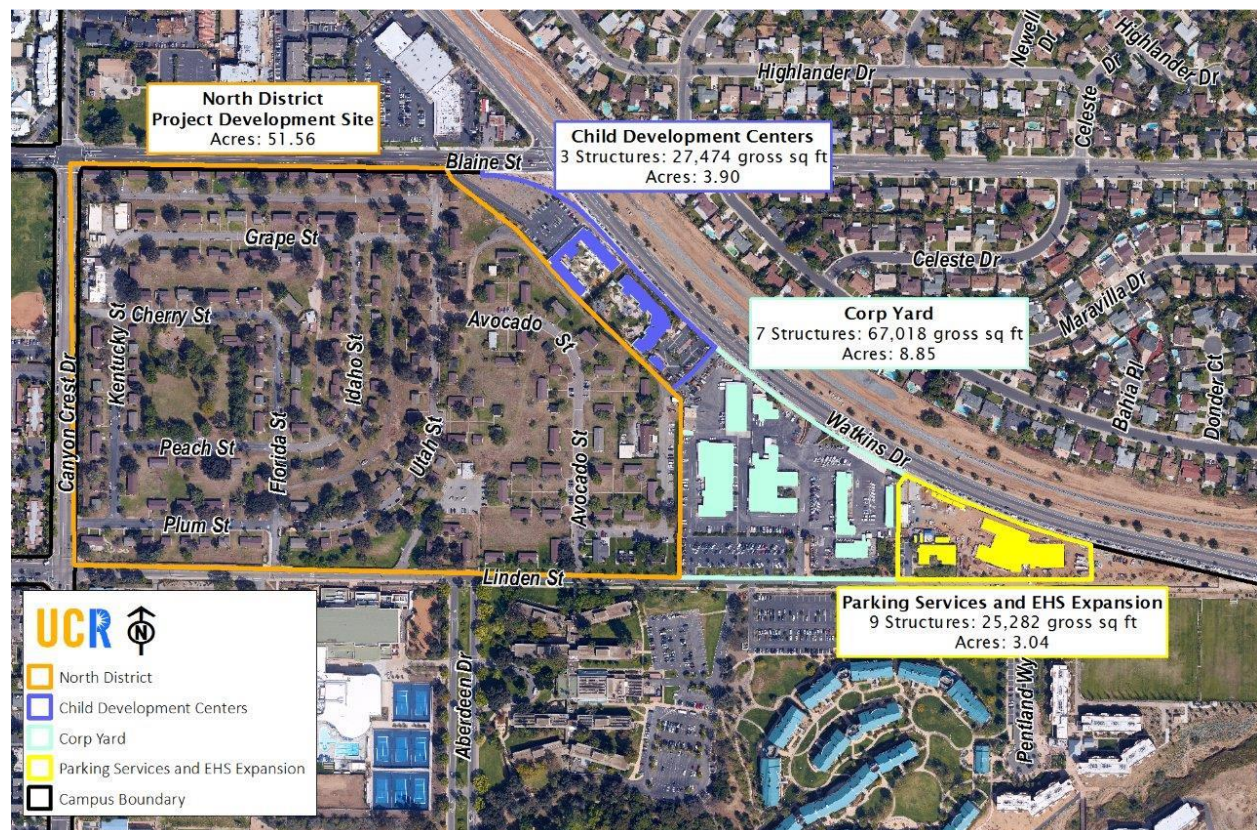 Newell
Dr
Highlander
Dr
Highlander Dr
Celeste Dr
North District
Project Development Site
Acres: 51.56
Child Development Centers
3 Structures: 27,474 gross sq ft
Acres: 3.90
Blaine St
Grape St
Celeste Dr
Maravilla Dr
Corp Yard
7 Structures: 67,018 gross sq ft
Acres: 8.85
Kentucky St
Cherry St
Idaho St
Avocado
St
Canyon Crest Dr
Bahia Pl
Donder Ct
Peach St
Florida St
Utah St
Avocado St
Watkins Dr
Plum St
Linden St
Parking Services and EHS Expansion
9 Structures: 25,282 gross sq ft
Acres: 3.04
Aberdeen Dr
Pentland Wy
UCR
N
North District
Child Development Centers
Corp Yard
Parking Services and EHS Expansion
Campus Boundary